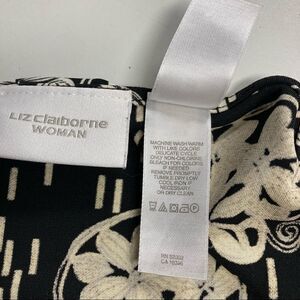 Liz Claiborne
WOMAN
MACHINE WASH WARM
WITH LIKE COLORS
DELICATE CYCLE
ONLY NON-CHLORINE
BLEACH FOR COLORS
IF NEEDED
REMOVE PROMPTLY
TUMBLE DRY LOW
COOL IRON IF
NECESSARY
OR DRY CLEAN